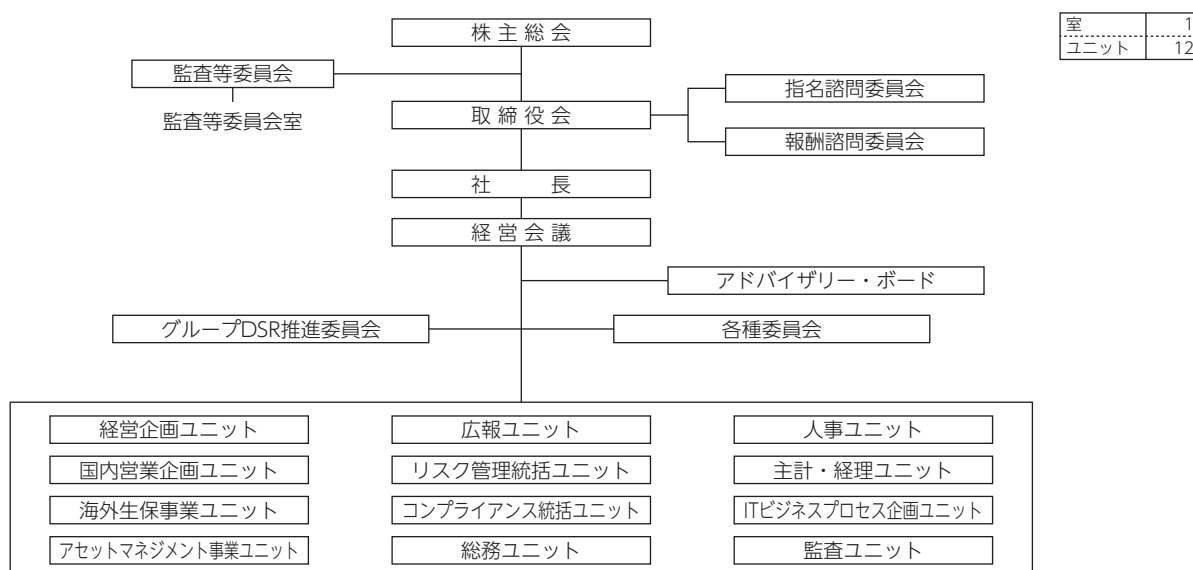 株主総会
室 1
ユニット 12
監査等委員会
監査等委員会室
取締役会
指名諮問委員会
報酬諮問委員会
社　長
経営会議
アドバイザリー・ボード
グループDSR推進委員会
各種委員会
経営企画ユニット
広報ユニット
人事ユニット
国内営業企画ユニット
リスク管理統括ユニット
主計・経理ユニット
海外生保事業ユニット
コンプライアンス統括ユニット
ITビジネスプロセス企画ユニット
アセットマネジメント事業ユニット
総務ユニット
監査ユニット